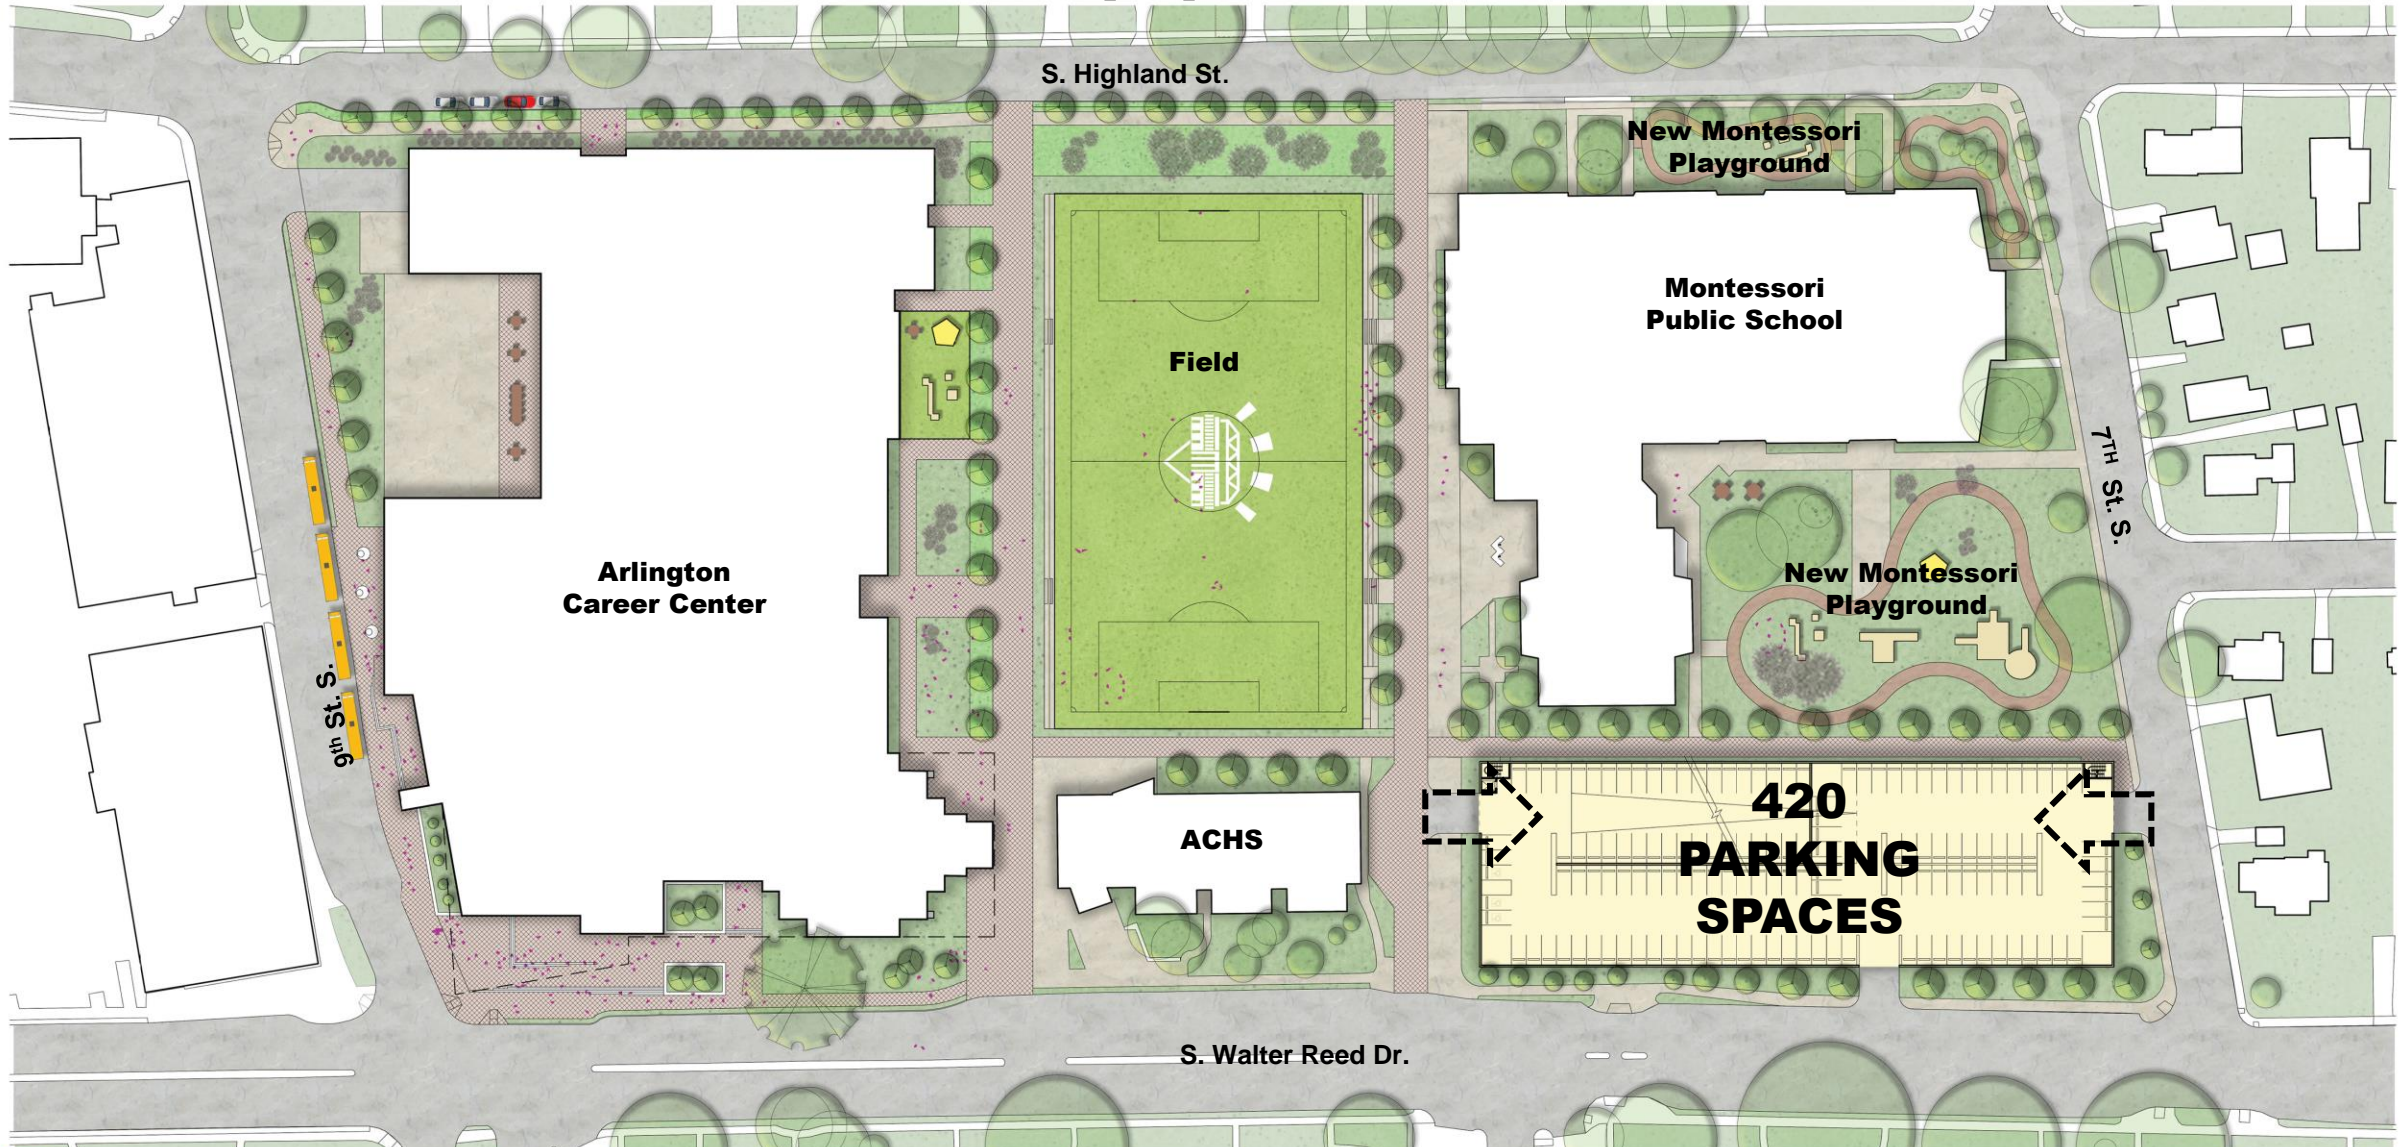 S. Highland St.
New Montessori
Playground
Montessori
Public School
Field
7TH St. S.
Arlington
Career Center
New Montessori
Playground
9th St. S.
ACHS
420
PARKING
SPACES
S. Walter Reed Dr.